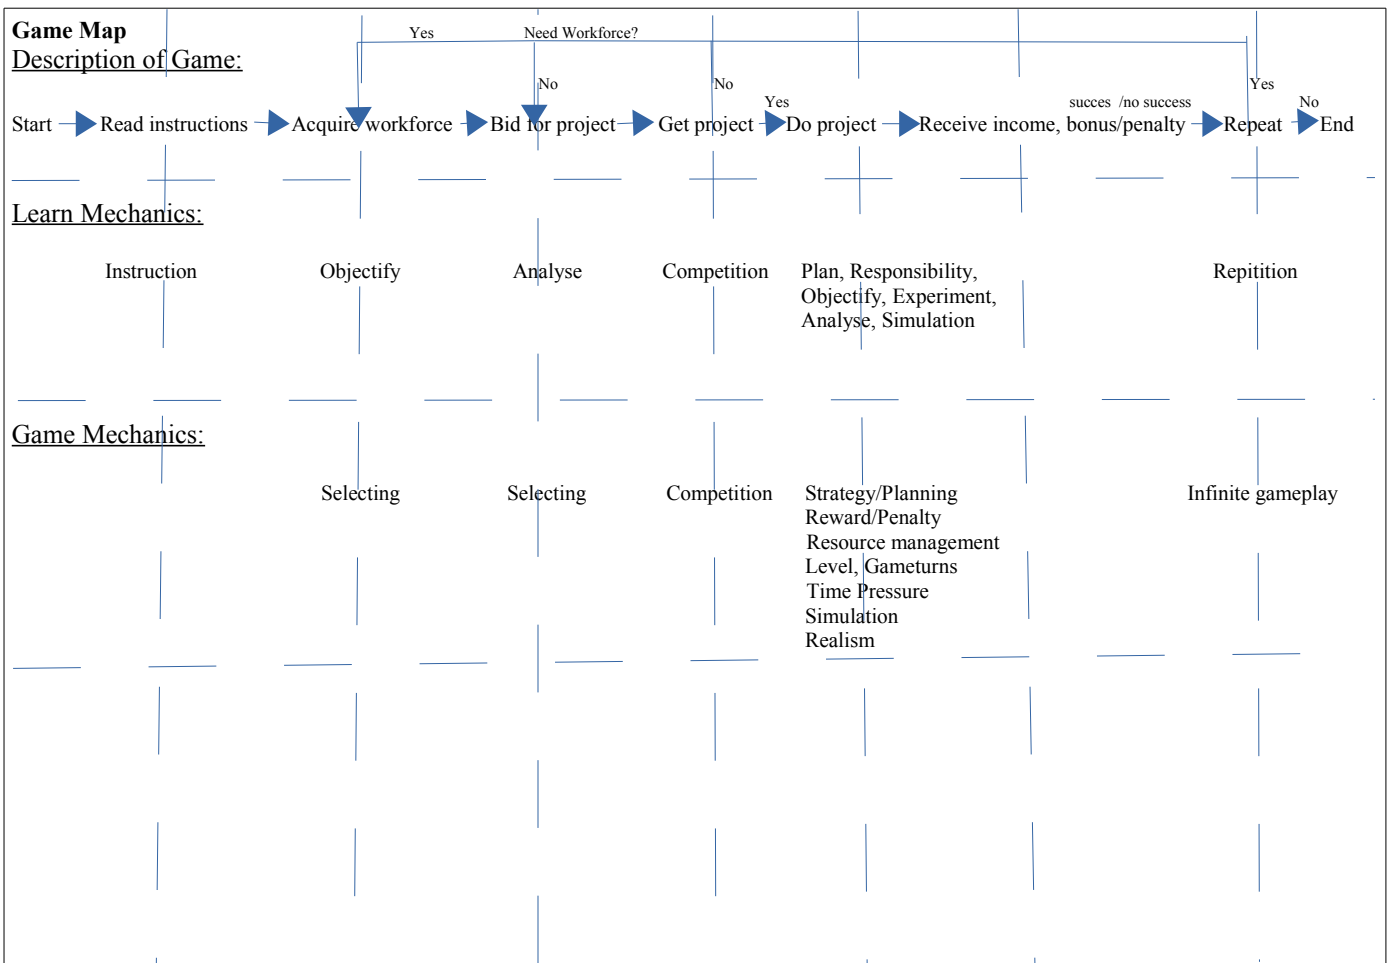 Game Map
Yes Need Workforce?
Description of Game:
No No Yes
Yes succes /no success No
Start Read instructions Acquire workforce Bid for project Get project Do project Receive income, bonus/penalty Repeat End
Learn Mechanics:
Instruction Objectify Analyse Competition Plan, Responsibility, Repitition
Objectify, Experiment,
Analyse, Simulation
Game Mechanics:
Selecting Selecting Competition Strategy/Planning Infinite gameplay
Reward/Penalty
Resource management
Level, Gameturns
Time Pressure
Simulation
Realism